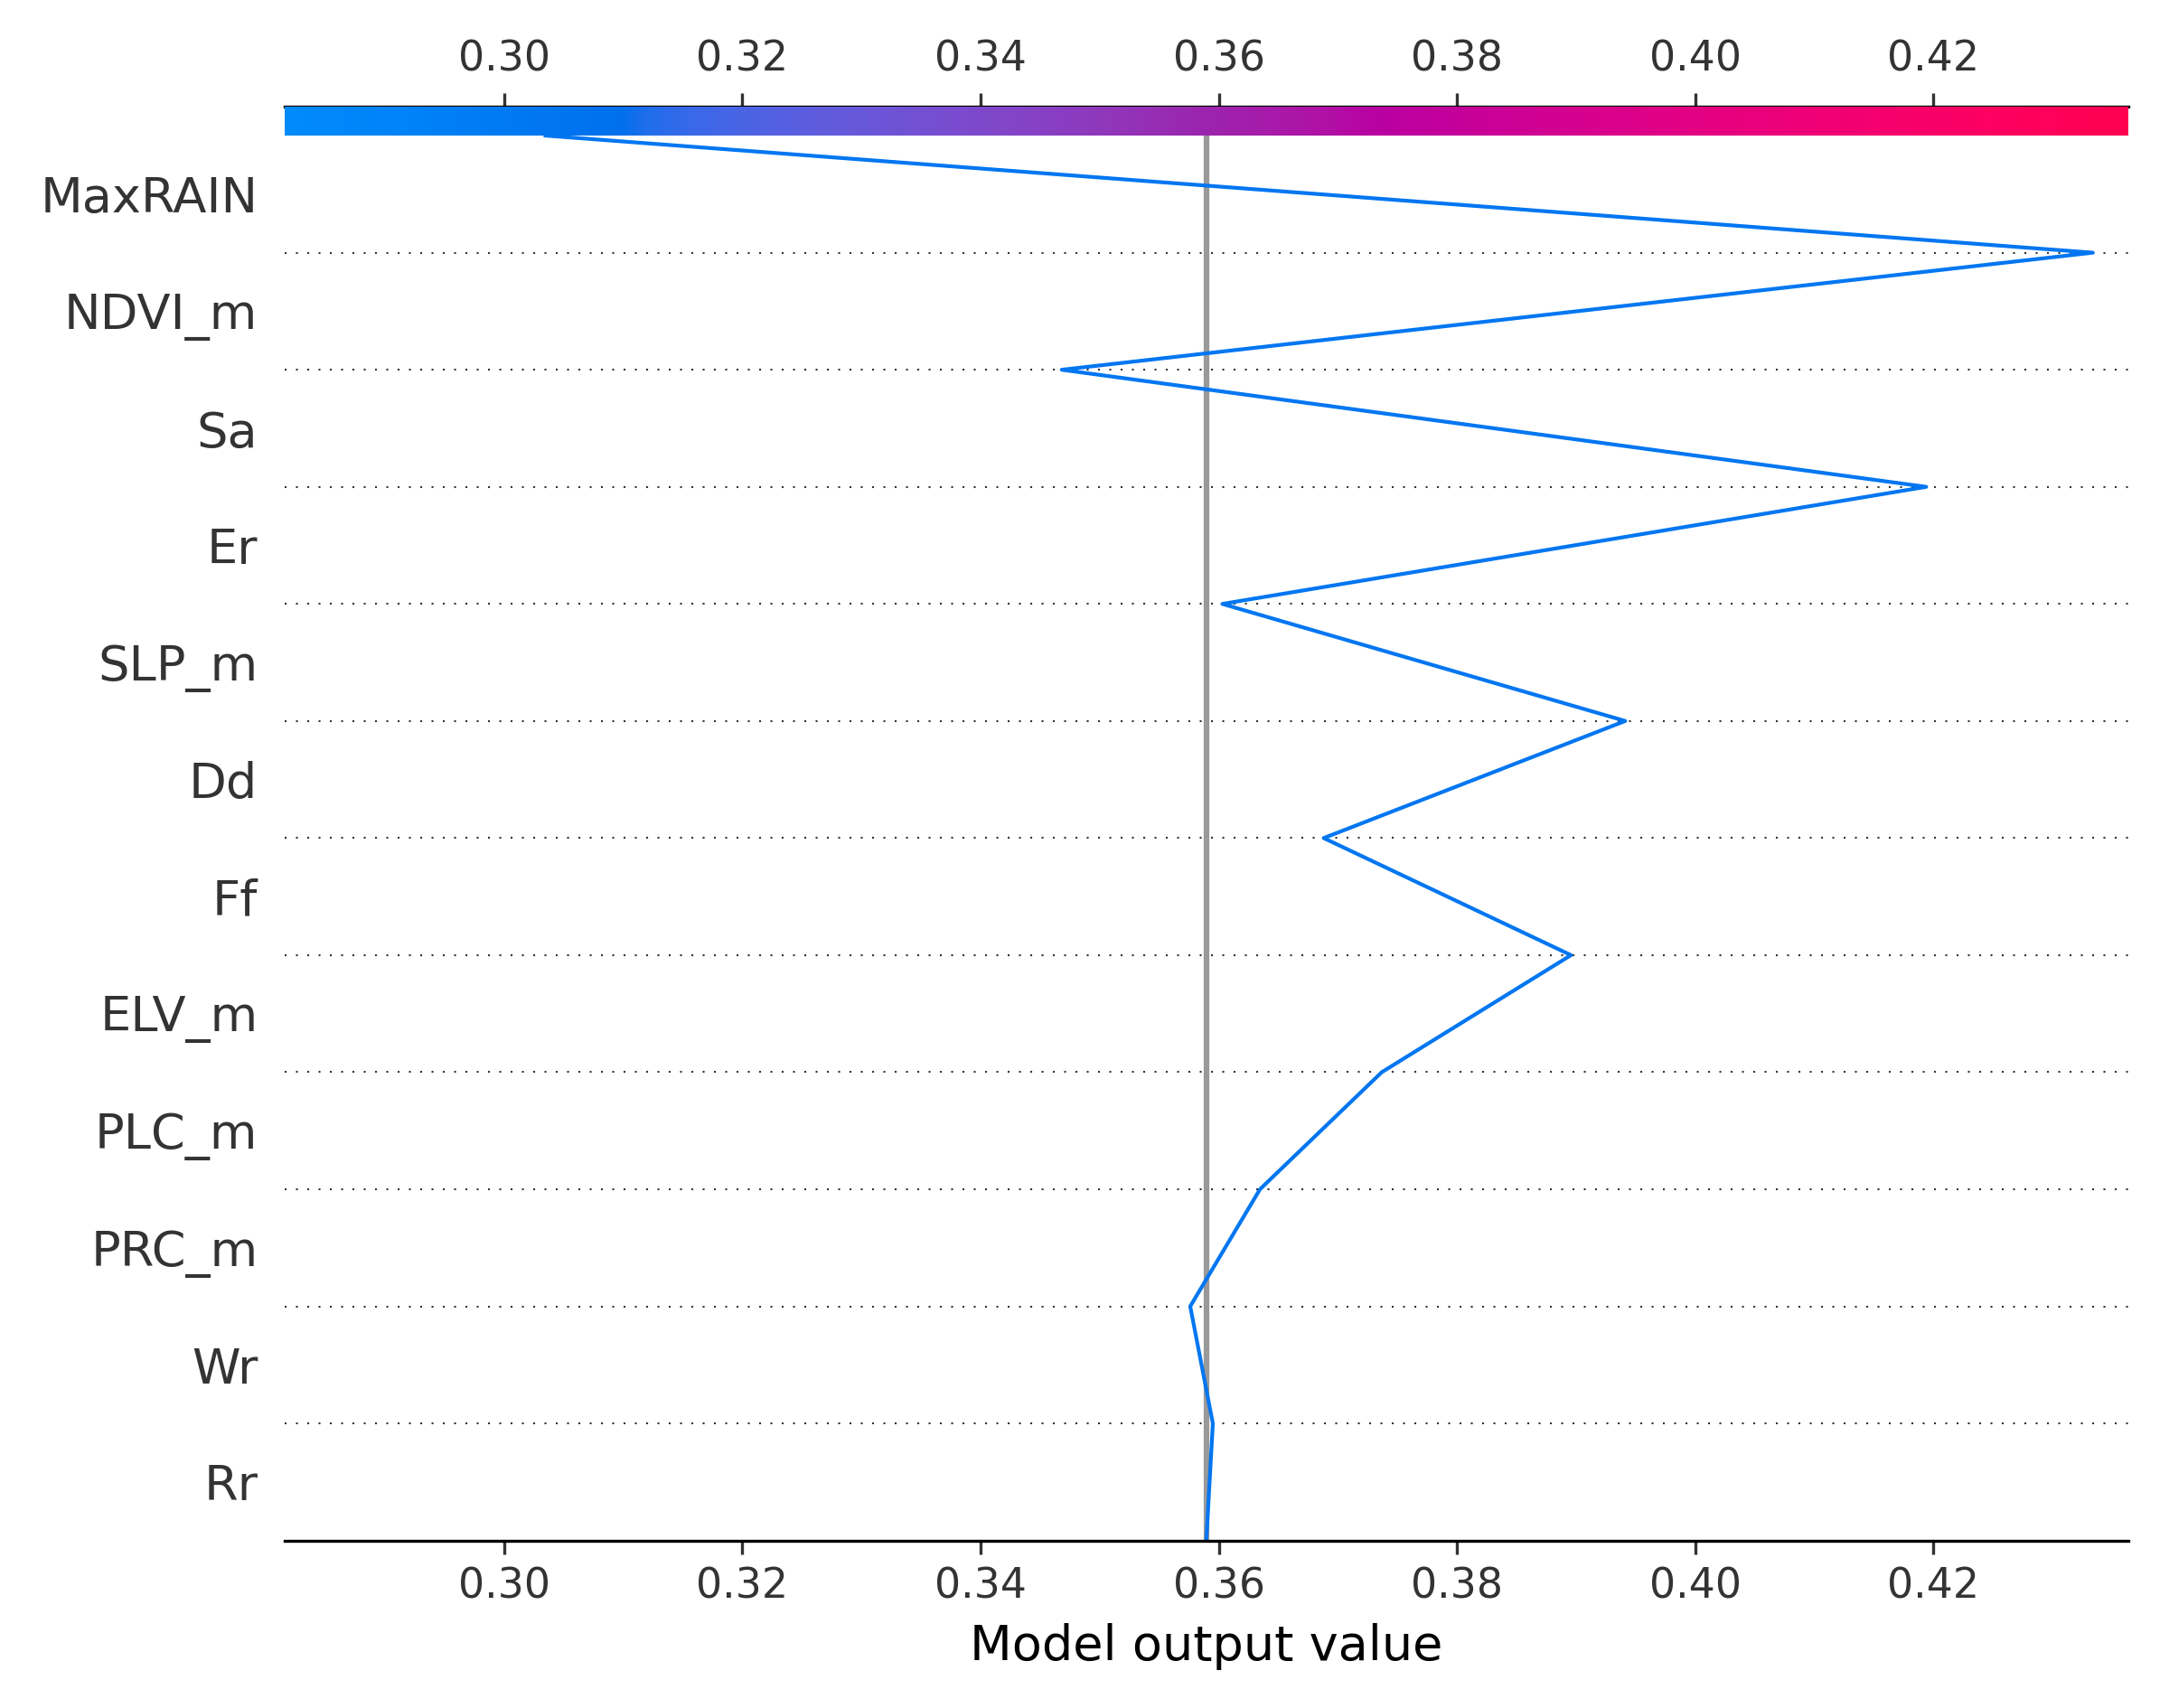 0.30 0.32 0.34 0.36 0.38 0.40 0.42
MaxRAIN
NDVI_m
Sa
Er
SLP_m
Dd
Ff
ELV_m
PLC_m
PRC_m
Wr
Rr
0.30 0.32 0.34 0.36 0.38 0.40 0.42
Model output value